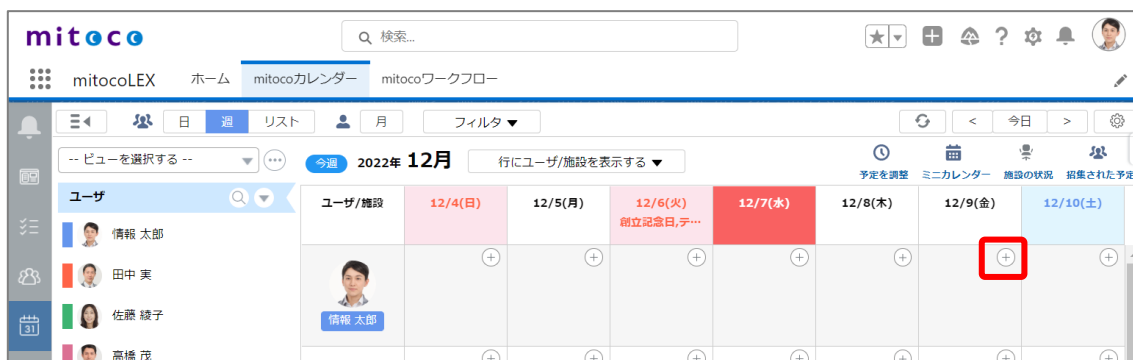 mitoco
検索...
mitocoLEX ホーム mitocoカレンダー mitocoワークフロー
日 週 リスト 月 フィルタ ▼ < 今日 >
-- ビューを選択する --
今週 2022年 12月 行にユーザ/施設を表示する ▼
予定を調整 ミニカレンダー 施設の状況 招集された予定
ユーザ
ユーザ/施設 12/4(日) 12/5(月) 12/6(火) 12/7(水) 12/8(木) 12/9(金) 12/10(土)
創立記念日,テ…
情報 太郎
田中 実
佐藤 綾子
高橋 茂
情報 太郎
31